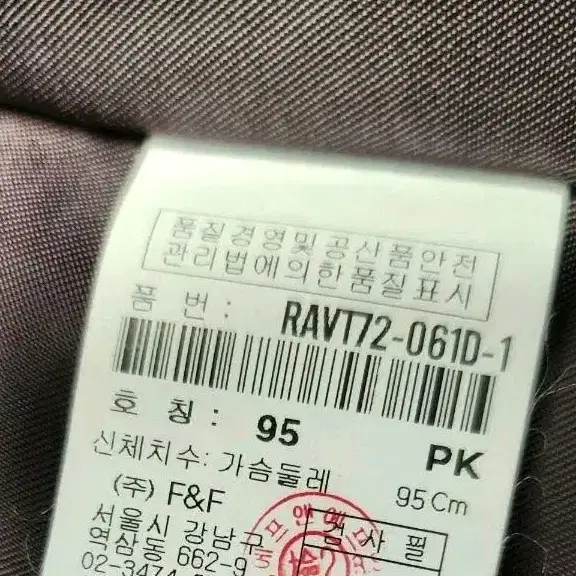 품질경영및공산품안전
관리법에의한품질표시
품 번 : RAVT72-061D-1
호 칭 : 95 PK
신체치수: 가슴둘레 95Cm
(주) F&F
서울시 강남구
역삼동 662-9
02-3474
검사필